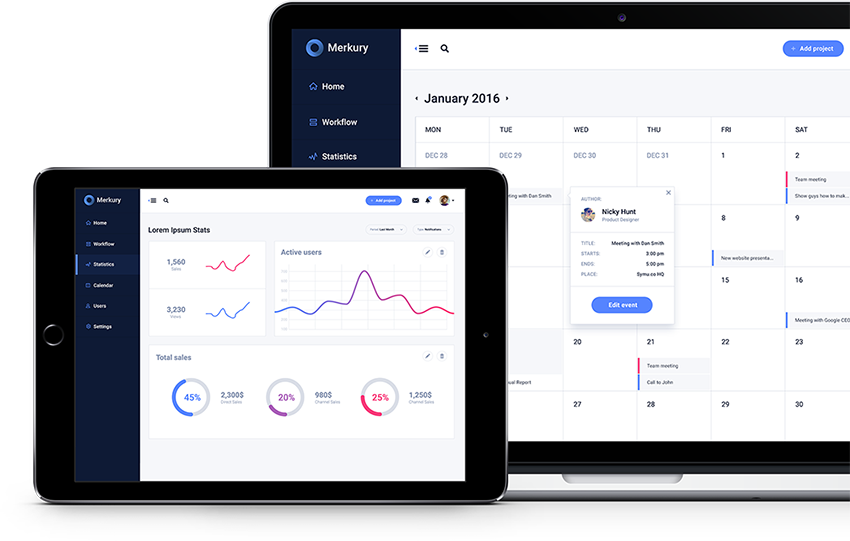 Merkury
Add project
Home
Workflow
Statistics
January 2016
MON TUE WED THU FRI SAT
DEC 28 DEC 29 DEC 30 DEC 31 1 2
Team meeting
with Dan Smith
Show guys how to mak...
AUTHOR:
Nicky Hunt
Product Designer
TITLE: Meeting with Dan Smith
STARTS: 3:00 pm
ENDS: 5:00 pm
PLACE: Symu co HQ
Edit event
8 9
New website presenta...
15 16
Meeting with Google CEO
20 21 22 23
Team meeting
Call to John
Report
27 28 29 30
Merkury
Add project
Home
Workflow
Statistics
Calendar
Users
Settings
Lorem Ipsum Stats
Last Month
Notifications
1,560
Sales
3,230
Views
Active users
Total sales
45% 2,300$
Direct Sales
20% 980$
Channel Sales
25% 1,250$
Channel Sales